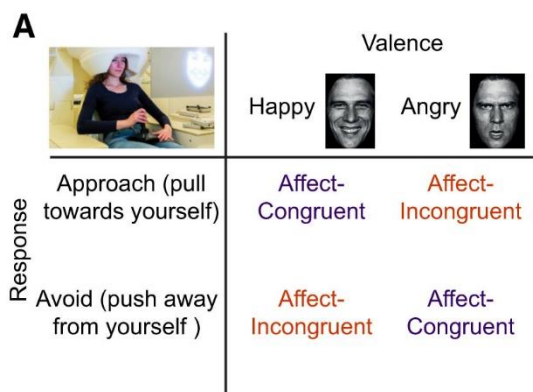 A
Valence
Happy
Angry
Response
Approach (pull
towards yourself)
Affect-
Congruent
Affect-
Incongruent
Avoid (push away
from yourself )
Affect-
Incongruent
Affect-
Congruent